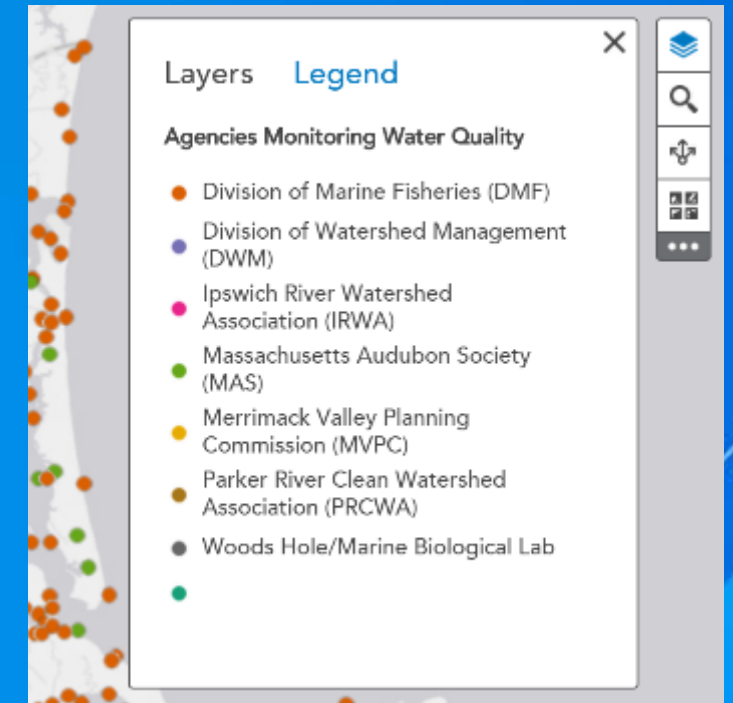 Layers Legend
Agencies Monitoring Water Quality
Division of Marine Fisheries (DMF)
Division of Watershed Management
(DWM)
Ipswich River Watershed
Association (IRWA)
Massachusetts Audubon Society
(MAS)
Merrimack Valley Planning
Commission (MVPC)
Parker River Clean Watershed
Association (PRCWA)
Woods Hole/Marine Biological Lab